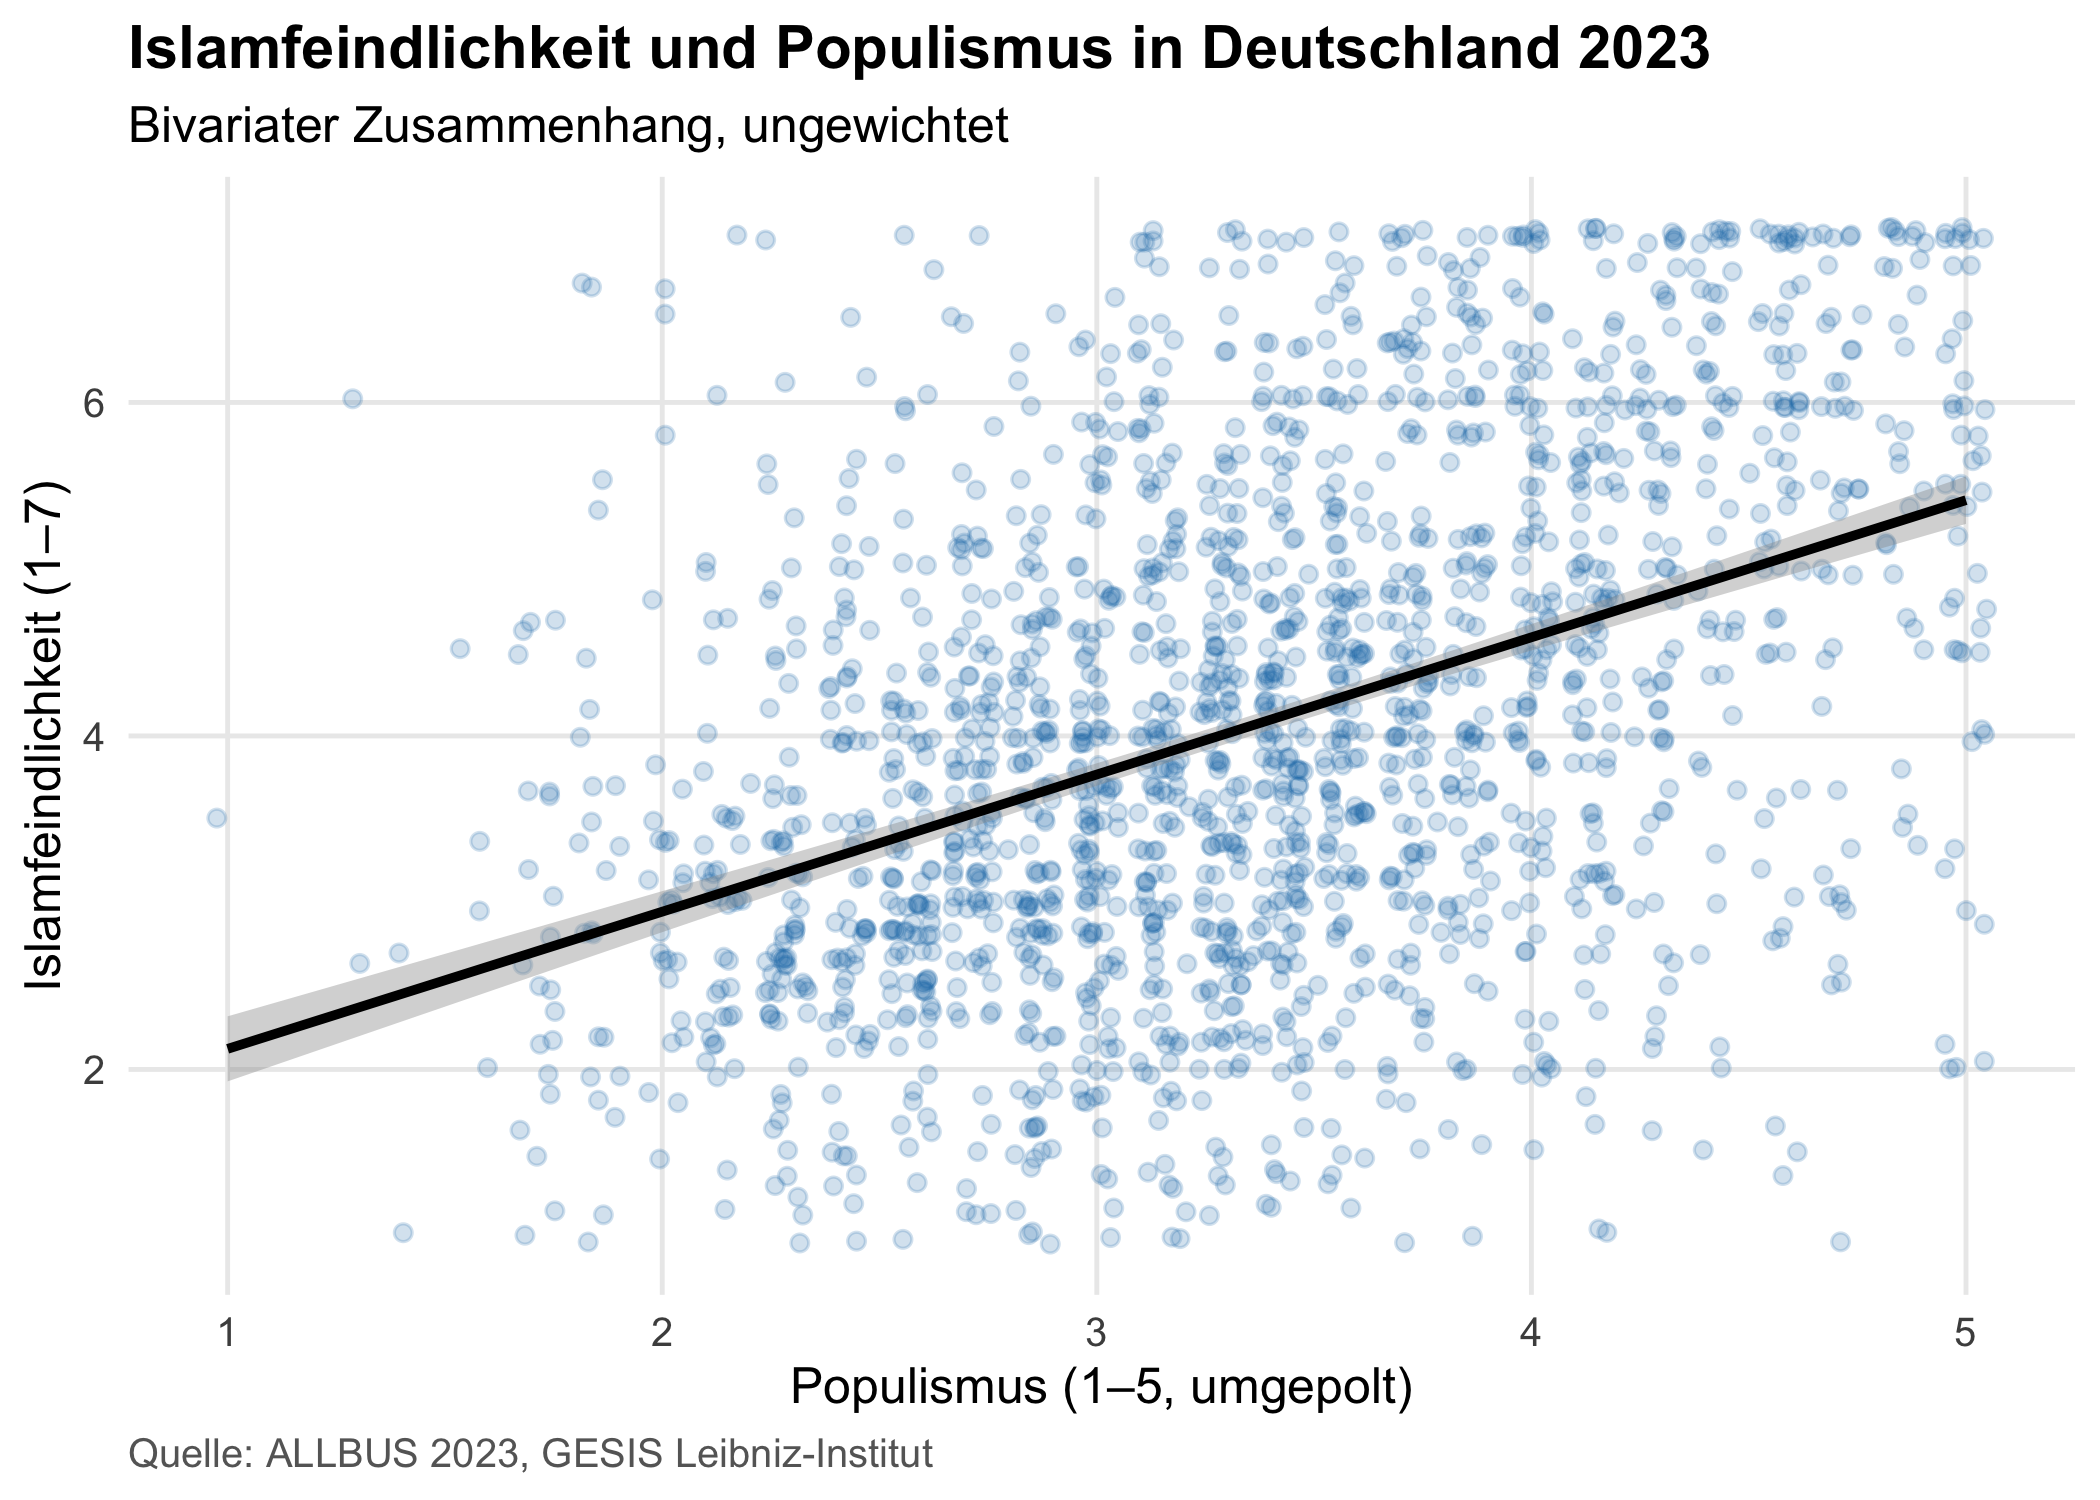 Islamfeindlichkeit und Populismus in Deutschland 2023
Bivariater Zusammenhang, ungewichtet
Islamfeindlichkeit (1–7)
6
4
2
1 2 3 4 5
Populismus (1–5, umgepolt)
Quelle: ALLBUS 2023, GESIS Leibniz-Institut